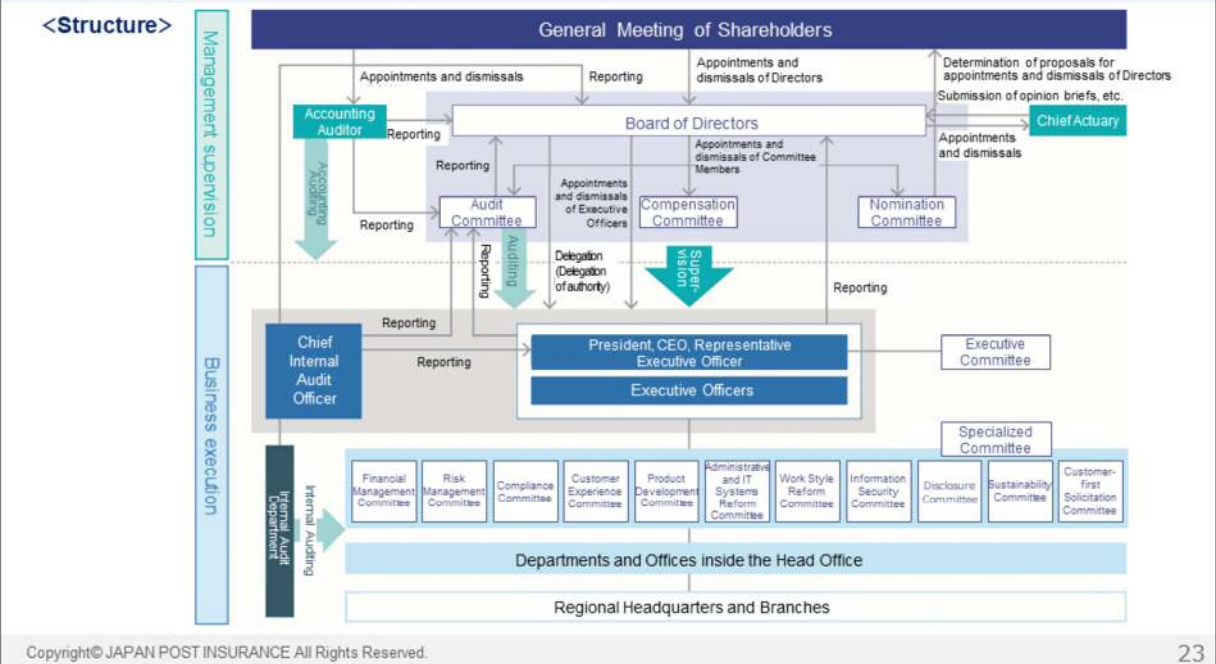 <Structure>
Management supervision
General Meeting of Shareholders
Appointments and dismissals
Reporting
Appointments and
dismissals of Directors
Determination of proposals for
appointments and dismissals of Directors
Submission of opinion briefs, etc.
Accounting
Auditor
Reporting
Board of Directors
Chief Actuary
Appointments
and dismissals
Accounting
Auditing
Reporting
Appointments and
dismissals of Committee
Members
Appointments
and dismissals
of Executive
Officers
Audit
Committee
Compensation
Committee
Nomination
Committee
Reporting
Reporting
Auditing
Delegation
(Delegation
of authority)
Super-
vision
Reporting
Business execution
Chief
Internal
Audit
Officer
Reporting
Reporting
President, CEO, Representative
Executive Officer
Executive Officers
Executive
Committee
Specialized
Committee
Internal Audit
Department
Internal Auditing
Financial
Management
Committee
Risk
Management
Committee
Compliance
Committee
Customer
Experience
Committee
Product
Development
Committee
Administrative
and IT
Systems
Reform
Committee
Work Style
Reform
Committee
Information
Security
Committee
Disclosure
Committee
Sustainability
Committee
Customer-
first
Solicitation
Committee
Departments and Offices inside the Head Office
Regional Headquarters and Branches
Copyright© JAPAN POST INSURANCE All Rights Reserved.
23